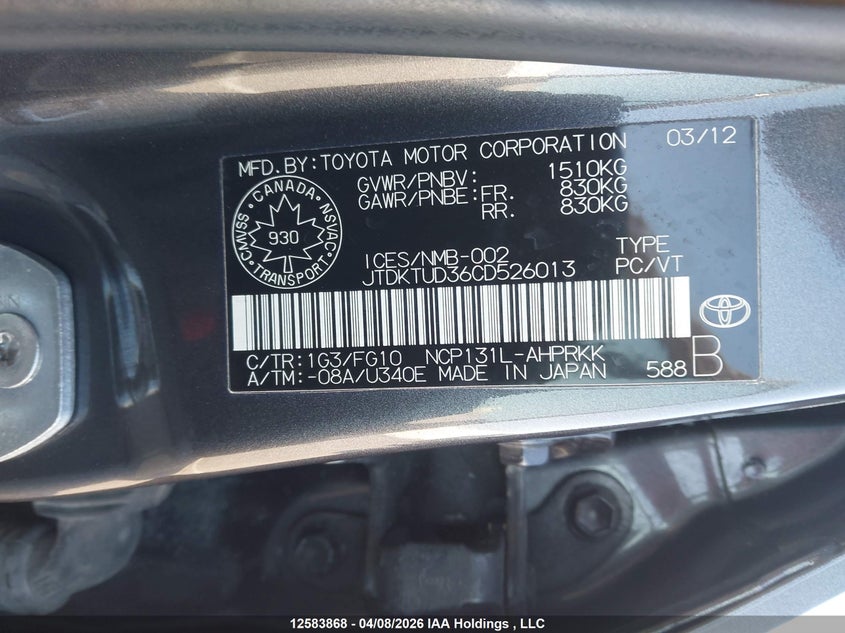 MFD.BY:TOYOTA MOTOR CORPORATION 03/12
GVWR/PNBV: 1510KG
GAWR/PNBE: FR. 830KG
RR. 830KG
CMVSS · CANADA · NSVAC
930
TRANSPORT
ICES/NMB-002 TYPE
JTDKTUD36CD526013 PC/VT
C/TR:1G3/FG10 NCP131L-AHPRKK
A/TM:-08A/U340E MADE IN JAPAN 588 B
12583868 - 04/08/2026 IAA Holdings , LLC